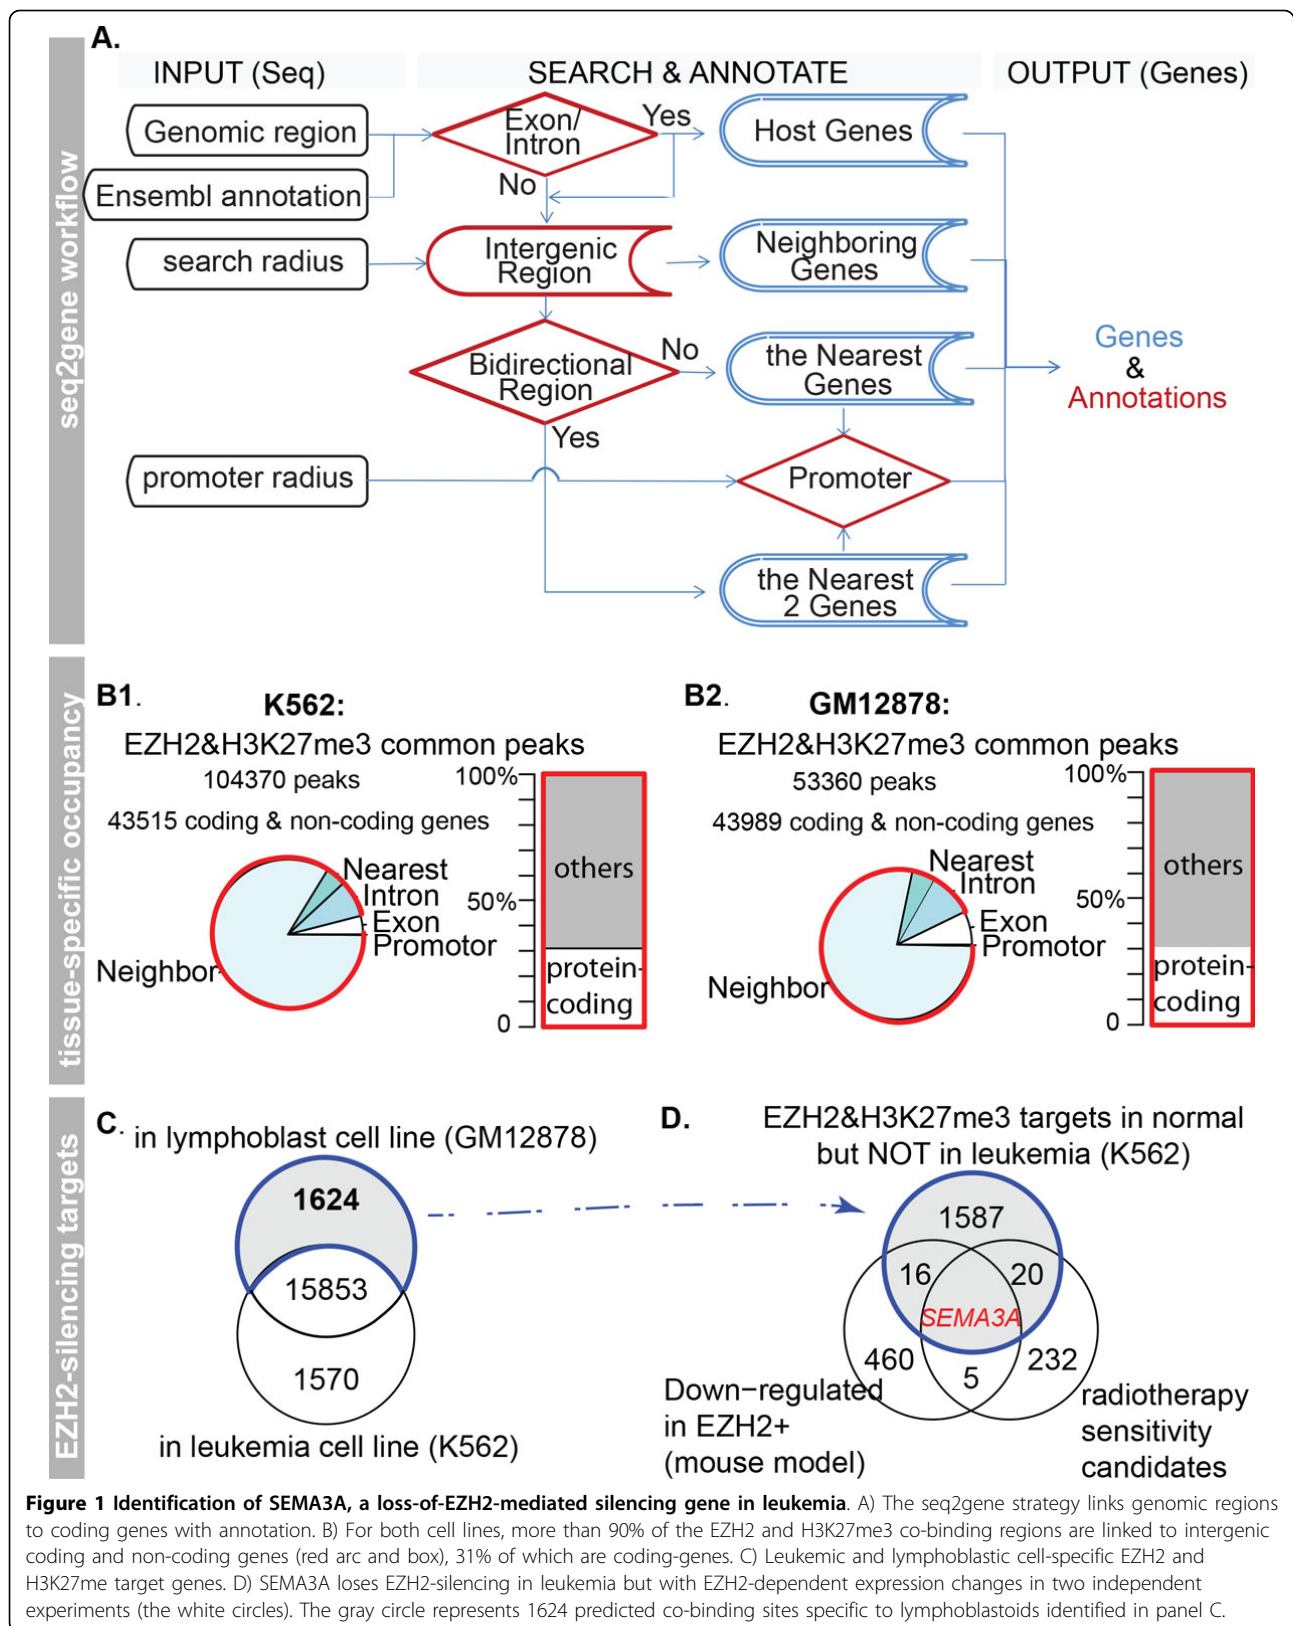 A.
seq2gene workflow
INPUT (Seq)
SEARCH & ANNOTATE
OUTPUT (Genes)
Genomic region
Ensembl annotation
search radius
promoter radius
Exon/
Intron
Yes
No
Intergenic
Region
Bidirectional
Region
No
Yes
Host Genes
Neighboring
Genes
the Nearest
Genes
Promoter
the Nearest
2 Genes
Genes
&
Annotations
tissue-specific occupancy
B1.
K562:
EZH2&H3K27me3 common peaks
104370 peaks
43515 coding & non-coding genes
Nearest
Intron
Exon
Promotor
Neighbor
100%
50%
0
others
protein-
coding
B2.
GM12878:
EZH2&H3K27me3 common peaks
53360 peaks
43989 coding & non-coding genes
Nearest
Intron
Exon
Promotor
Neighbor
100%
50%
0
others
protein-
coding
EZH2-silencing targets
C.
in lymphoblast cell line (GM12878)
1624
15853
1570
in leukemia cell line (K562)
D.
EZH2&H3K27me3 targets in normal
but NOT in leukemia (K562)
1587
16
20
SEMA3A
460
5
232
Down−regulated
in EZH2+
(mouse model)
radiotherapy
sensitivity
candidates
Figure 1 Identification of SEMA3A, a loss-of-EZH2-mediated silencing gene in leukemia. A) The seq2gene strategy links genomic regions
to coding genes with annotation. B) For both cell lines, more than 90% of the EZH2 and H3K27me3 co-binding regions are linked to intergenic
coding and non-coding genes (red arc and box), 31% of which are coding-genes. C) Leukemic and lymphoblastic cell-specific EZH2 and
H3K27me target genes. D) SEMA3A loses EZH2-silencing in leukemia but with EZH2-dependent expression changes in two independent
experiments (the white circles). The gray circle represents 1624 predicted co-binding sites specific to lymphoblastoids identified in panel C.